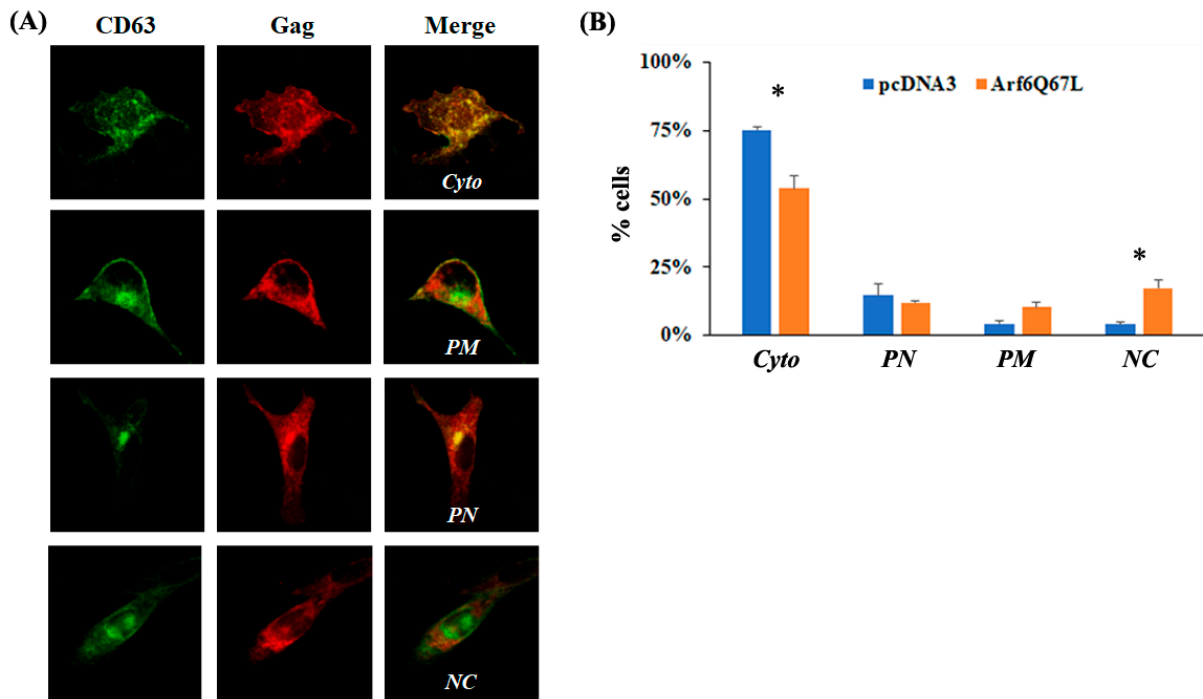 (A)
CD63 Gag Merge
Cyto
PM
PN
NC
(B)
pcDNA3 Arf6Q67L
100%
75%
50%
25%
0%
% cells
*
*
Cyto PN PM NC